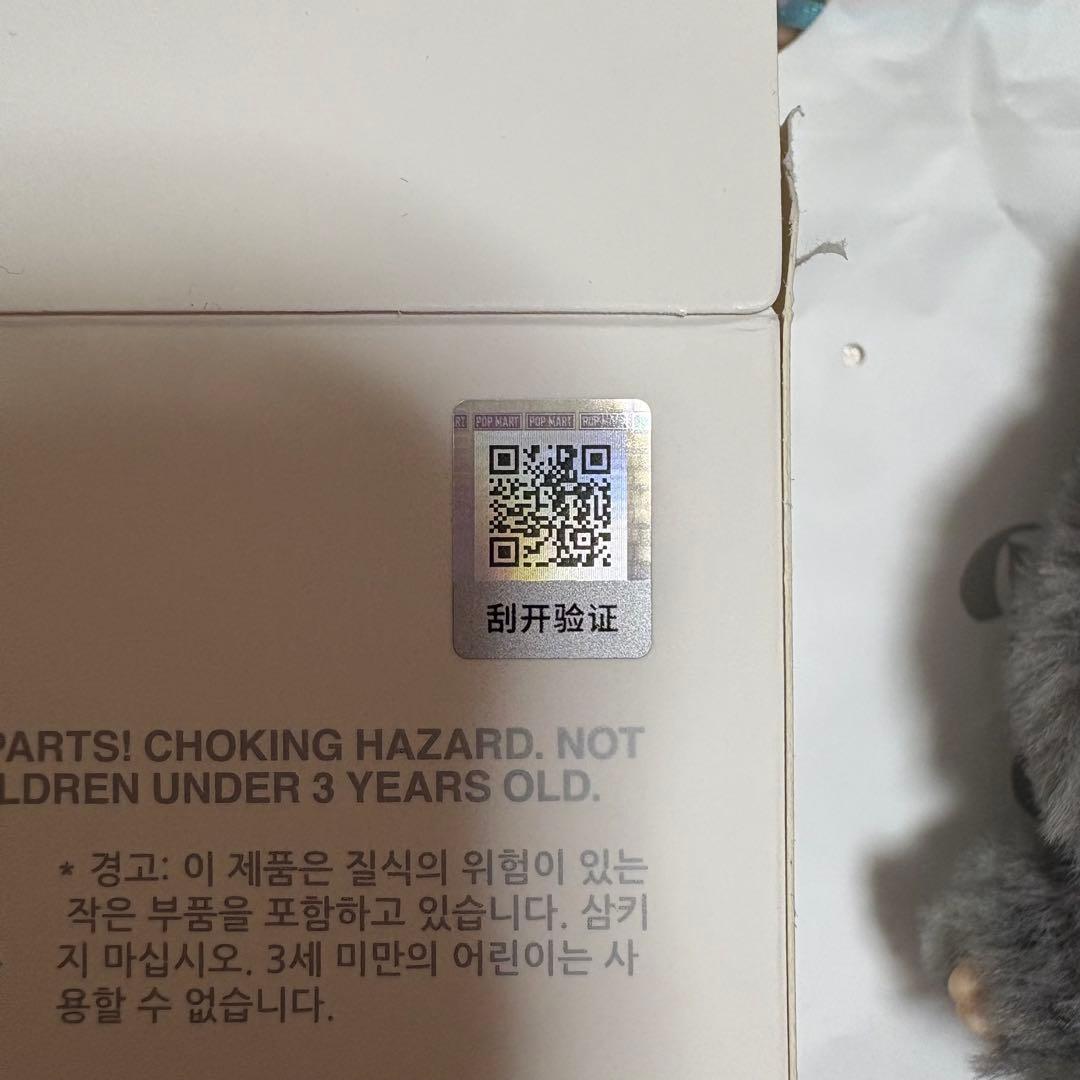 RT POP MART POP MART POP MART
刮开验证
PARTS! CHOKING HAZARD. NOT
LDREN UNDER 3 YEARS OLD.
* 경고: 이 제품은 질식의 위험이 있는
작은 부품을 포함하고 있습니다. 삼키
지 마십시오. 3세 미만의 어린이는 사
용할 수 없습니다.